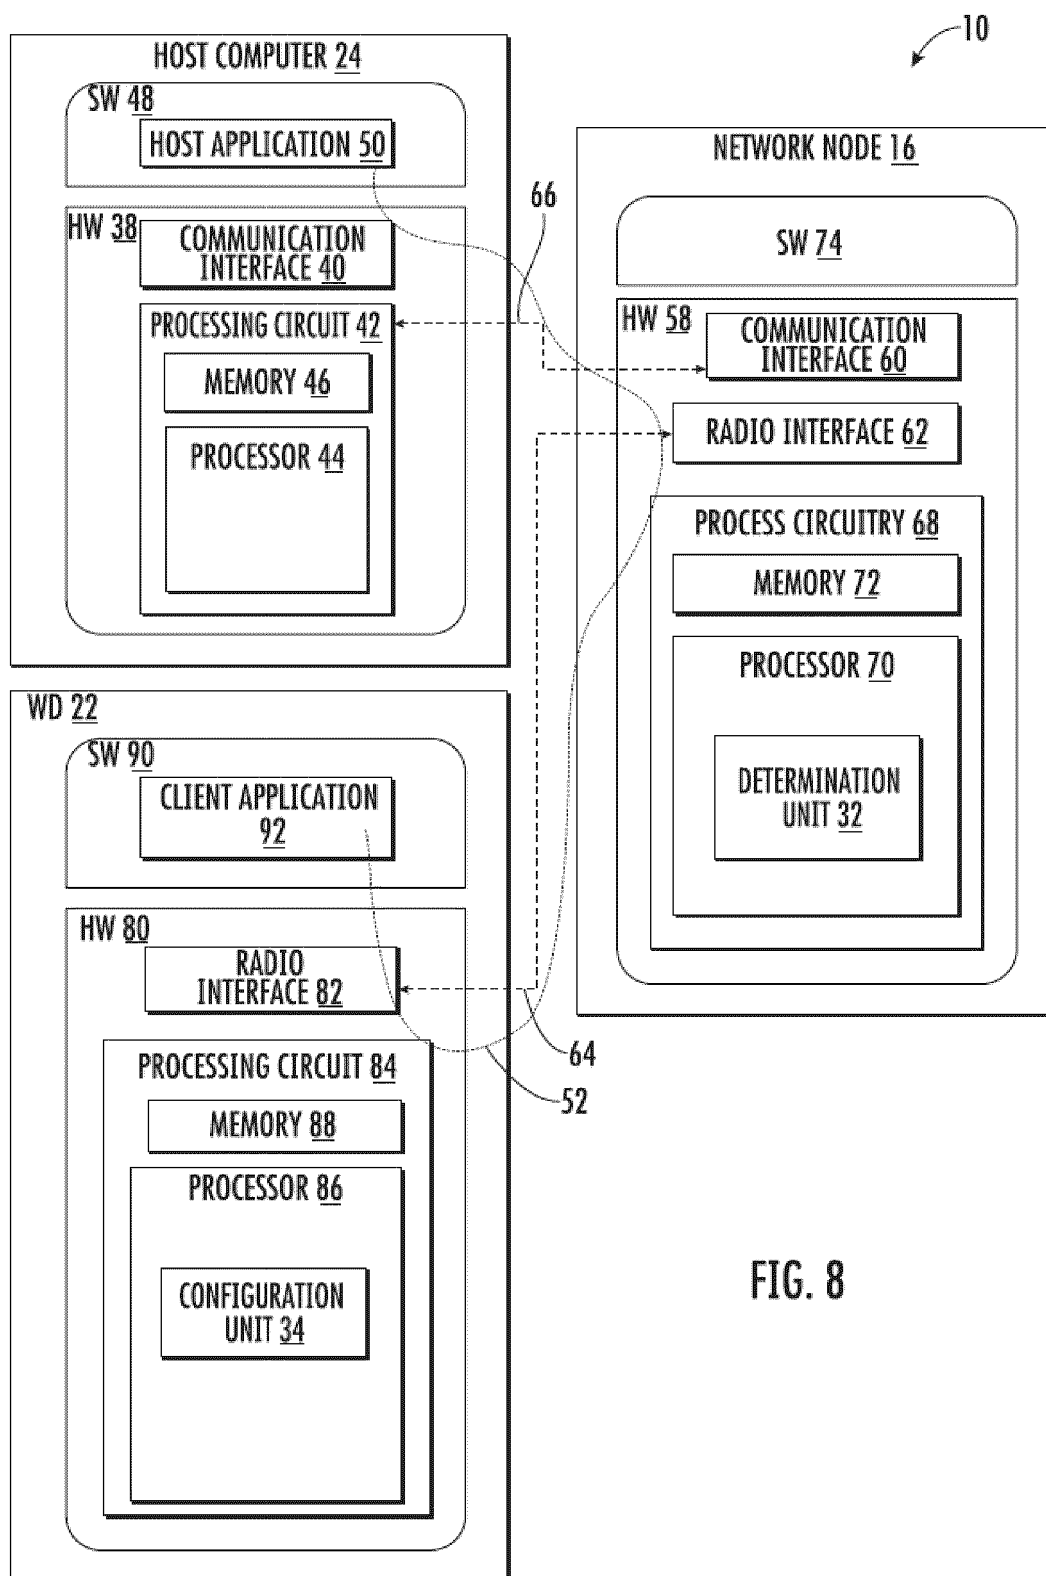 10
HOST COMPUTER 24
SW 48
HOST APPLICATION 50
HW 38
COMMUNICATION
INTERFACE 40
PROCESSING CIRCUIT 42
MEMORY 46
PROCESSOR 44
66
NETWORK NODE 16
SW 74
HW 58
COMMUNICATION
INTERFACE 60
RADIO INTERFACE 62
PROCESS CIRCUITRY 68
MEMORY 72
PROCESSOR 70
DETERMINATION
UNIT 32
WD 22
SW 90
CLIENT APPLICATION
92
HW 80
RADIO
INTERFACE 82
64
52
PROCESSING CIRCUIT 84
MEMORY 88
PROCESSOR 86
CONFIGURATION
UNIT 34
FIG. 8